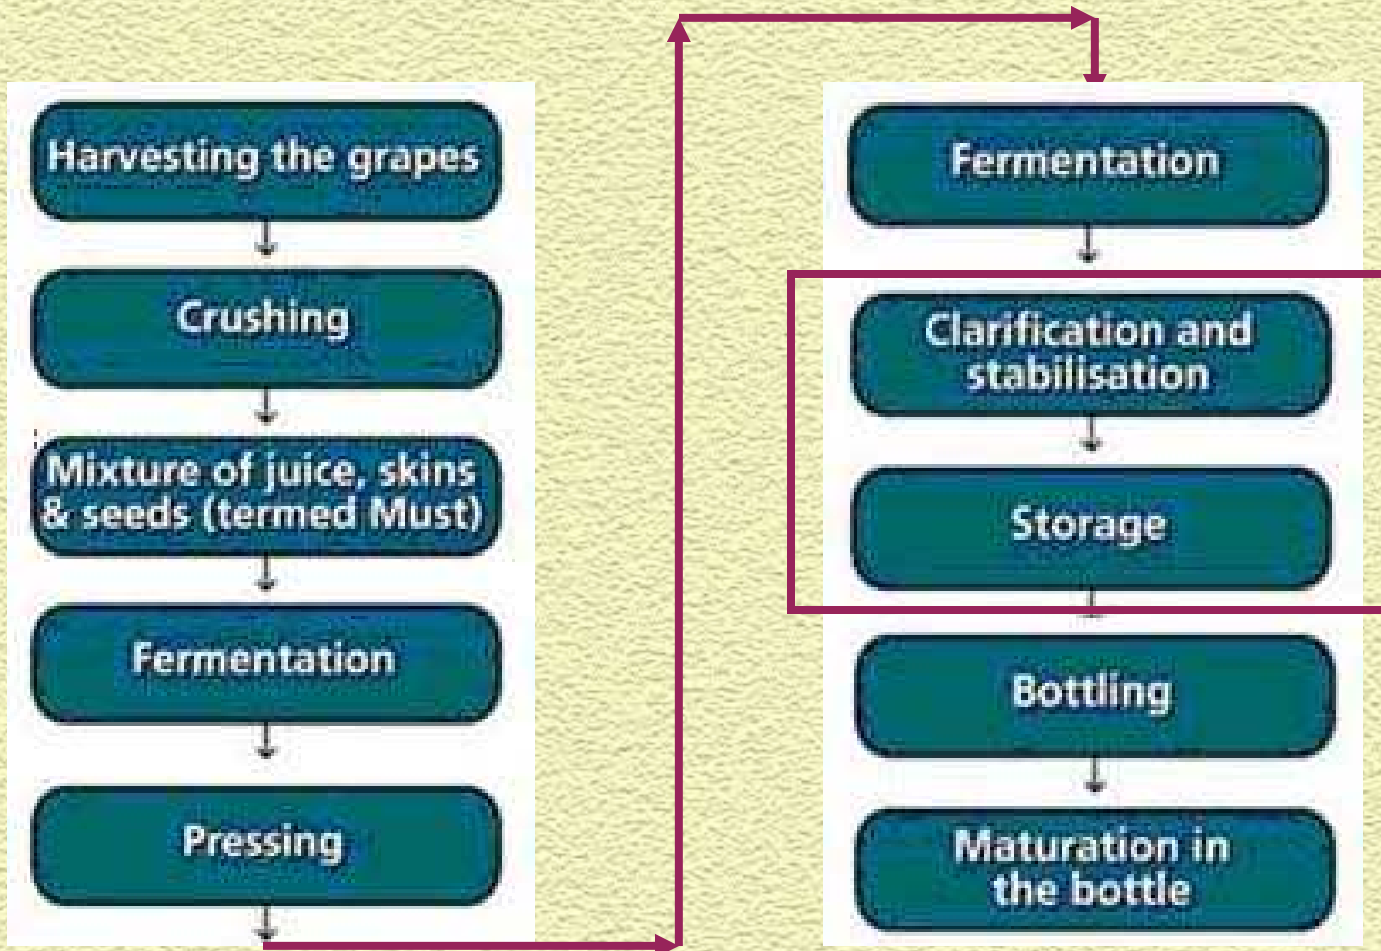 Harvesting the grapes
Crushing
Mixture of juice, skins
& seeds (termed Must)
Fermentation
Pressing
Fermentation
Clarification and
stabilisation
Storage
Bottling
Maturation in
the bottle